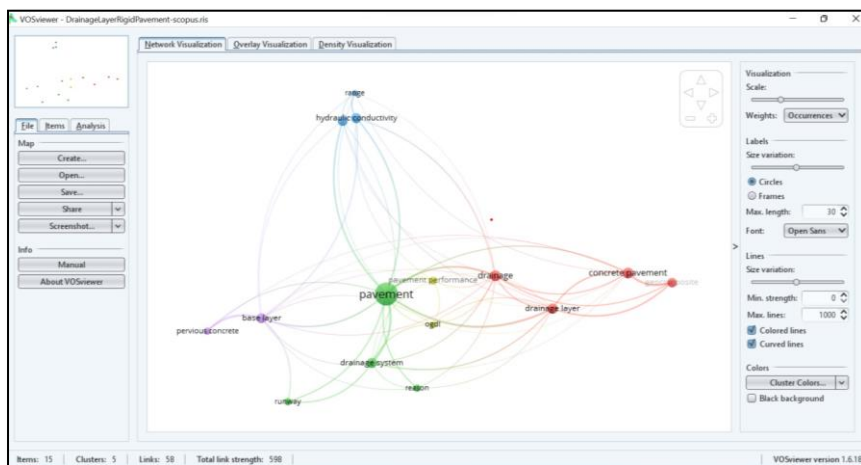 VOSviewer - DrainageLayerRigidPavement-scopus.ris
Network Visualization Overlay Visualization Density Visualization
File Items Analysis
Map
Create...
Open...
Save...
Share
Screenshot...
Info
Manual
About VOSviewer
range
hydraulic conductivity
drainage
concrete pavement
pavement performance
pavement
drainage layer
ogdl
base layer
pervious concrete
drainage system
reason
runway
Visualization
Scale:
Weights: Occurrences
Labels
Size variation:
Circles
Frames
Max. length: 30
Font: Open Sans
Lines
Size variation:
Min. strength: 0
Max. lines: 1000
Colored lines
Curved lines
Colors
Cluster Colors...
Black background
Items: 15 Clusters: 5 Links: 58 Total link strength: 598
VOSviewer version 1.6.18